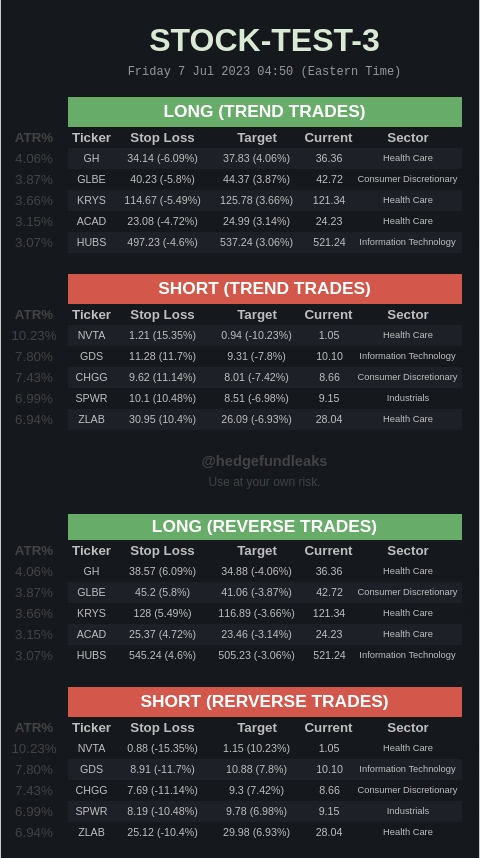 STOCK-TEST-3
Friday 7 Jul 2023 04:50 (Eastern Time)
LONG (TREND TRADES)
ATR% Ticker Stop Loss Target Current Sector
4.06% GH 34.14 (-6.09%) 37.83 (4.06%) 36.36 Health Care
3.87% GLBE 40.23 (-5.8%) 44.37 (3.87%) 42.72 Consumer Discretionary
3.66% KRYS 114.67 (-5.49%) 125.78 (3.66%) 121.34 Health Care
3.15% ACAD 23.08 (-4.72%) 24.99 (3.14%) 24.23 Health Care
3.07% HUBS 497.23 (-4.6%) 537.24 (3.06%) 521.24 Information Technology
SHORT (TREND TRADES)
ATR% Ticker Stop Loss Target Current Sector
10.23% NVTA 1.21 (15.35%) 0.94 (-10.23%) 1.05 Health Care
7.80% GDS 11.28 (11.7%) 9.31 (-7.8%) 10.10 Information Technology
7.43% CHGG 9.62 (11.14%) 8.01 (-7.42%) 8.66 Consumer Discretionary
6.99% SPWR 10.1 (10.48%) 8.51 (-6.98%) 9.15 Industrials
6.94% ZLAB 30.95 (10.4%) 26.09 (-6.93%) 28.04 Health Care
@hedgefundleaks
Use at your own risk.
LONG (REVERSE TRADES)
ATR% Ticker Stop Loss Target Current Sector
4.06% GH 38.57 (6.09%) 34.88 (-4.06%) 36.36 Health Care
3.87% GLBE 45.2 (5.8%) 41.06 (-3.87%) 42.72 Consumer Discretionary
3.66% KRYS 128 (5.49%) 116.89 (-3.66%) 121.34 Health Care
3.15% ACAD 25.37 (4.72%) 23.46 (-3.14%) 24.23 Health Care
3.07% HUBS 545.24 (4.6%) 505.23 (-3.06%) 521.24 Information Technology
SHORT (RERVERSE TRADES)
ATR% Ticker Stop Loss Target Current Sector
10.23% NVTA 0.88 (-15.35%) 1.15 (10.23%) 1.05 Health Care
7.80% GDS 8.91 (-11.7%) 10.88 (7.8%) 10.10 Information Technology
7.43% CHGG 7.69 (-11.14%) 9.3 (7.42%) 8.66 Consumer Discretionary
6.99% SPWR 8.19 (-10.48%) 9.78 (6.98%) 9.15 Industrials
6.94% ZLAB 25.12 (-10.4%) 29.98 (6.93%) 28.04 Health Care